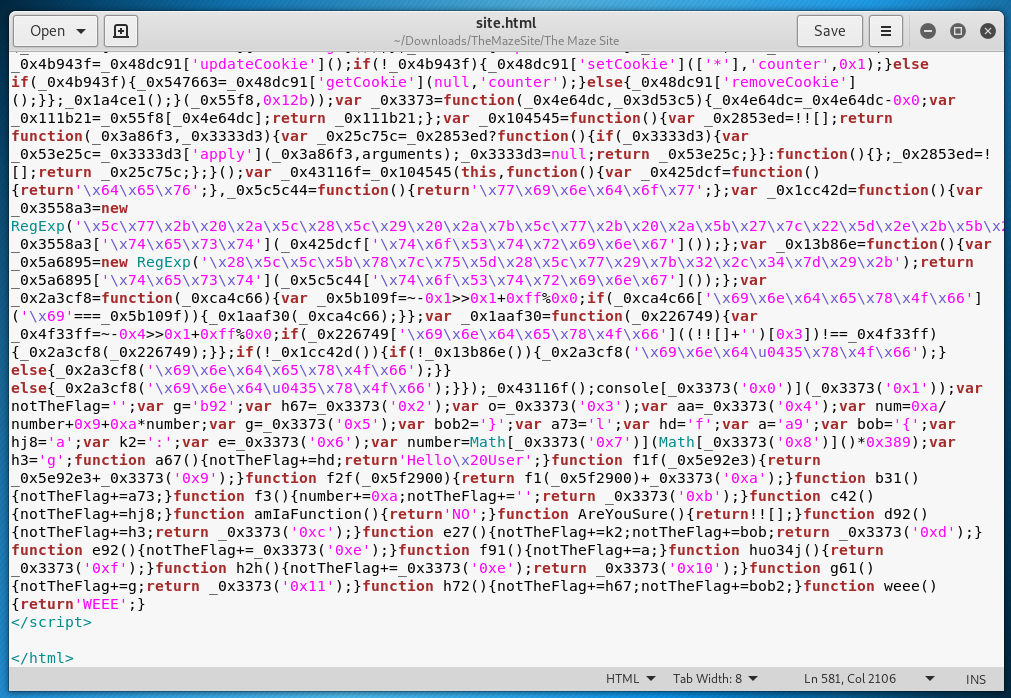 Open
site.html
~/Downloads/TheMazeSite/The Maze Site
Save
_0x4b943f=_0x48dc91['updateCookie']();if(!_0x4b943f){_0x48dc91['setCookie'](['*'],'counter',0x1);}else
if(_0x4b943f){_0x547663=_0x48dc91['getCookie'](null,'counter');}else{_0x48dc91['removeCookie']
();}};_0x1a4ce1();}(_0x55f8,0x12b));var _0x3373=function(_0x4e64dc,_0x3d53c5){_0x4e64dc=_0x4e64dc-0x0;var
_0x111b21=_0x55f8[_0x4e64dc];return _0x111b21;};var _0x104545=function(){var _0x2853ed=!![];return
function(_0x3a86f3,_0x3333d3){var _0x25c75c=_0x2853ed?function(){if(_0x3333d3){var
_0x53e25c=_0x3333d3['apply'](_0x3a86f3,arguments);_0x3333d3=null;return _0x53e25c;}}:function(){};_0x2853ed=!
[];return _0x25c75c;};}();var _0x43116f=_0x104545(this,function(){var _0x425dcf=function()
{return'\x64\x65\x76';},_0x5c5c44=function(){return'\x77\x69\x6e\x64\x6f\x77';};var _0x1cc42d=function(){var
_0x3558a3=new
RegExp('\x5c\x77\x2b\x20\x2a\x5c\x28\x5c\x29\x20\x2a\x7b\x5c\x77\x2b\x20\x2a\x5b\x27\x7c\x22\x5d\x2e\x2b\x5b\x2
_0x3558a3['\x74\x65\x73\x74'](_0x425dcf['\x74\x6f\x53\x74\x72\x69\x6e\x67']());};var _0x13b86e=function(){var
_0x5a6895=new RegExp('\x28\x5c\x5c\x5b\x78\x7c\x75\x5d\x28\x5c\x77\x29\x7b\x32\x2c\x34\x7d\x29\x2b');return
_0x5a6895['\x74\x65\x73\x74'](_0x5c5c44['\x74\x6f\x53\x74\x72\x69\x6e\x67']());};var
_0x2a3cf8=function(_0xca4c66){var _0x5b109f=~-0x1>>0x1+0xff%0x0;if(_0xca4c66['\x69\x6e\x64\x65\x78\x4f\x66']
('\x69'===_0x5b109f)){_0x1aaf30(_0xca4c66);}};var _0x1aaf30=function(_0x226749){var
_0x4f33ff=~-0x4>>0x1+0xff%0x0;if(_0x226749['\x69\x6e\x64\x65\x78\x4f\x66']((!![]+'')[0x3])!==_0x4f33ff)
{_0x2a3cf8(_0x226749);}};if(!_0x1cc42d()){if(!_0x13b86e()){_0x2a3cf8('\x69\x6e\x64\u0435\x78\x4f\x66');}
else{_0x2a3cf8('\x69\x6e\x64\x65\x78\x4f\x66');}}
else{_0x2a3cf8('\x69\x6e\x64\u0435\x78\x4f\x66');}});_0x43116f();console[_0x3373('0x0')](_0x3373('0x1'));var
notTheFlag='';var g='b92';var h67=_0x3373('0x2');var o=_0x3373('0x3');var aa=_0x3373('0x4');var num=0xa/
number+0x9+0xa*number;var g=_0x3373('0x5');var bob2='}';var a73='l';var hd='f';var a='a9';var bob='{';var
hj8='a';var k2=':';var e=_0x3373('0x6');var number=Math[_0x3373('0x7')](Math[_0x3373('0x8')]()*0x389);var
h3='g';function a67(){notTheFlag+=hd;return'Hello\x20User';}function f1f(_0x5e92e3){return
_0x5e92e3+_0x3373('0x9');}function f2f(_0x5f2900){return f1(_0x5f2900)+_0x3373('0xa');}function b31()
{notTheFlag+=a73;}function f3(){number+=0xa;notTheFlag+='';return _0x3373('0xb');}function c42()
{notTheFlag+=hj8;}function amIaFunction(){return'NO';}function AreYouSure(){return!![];}function d92()
{notTheFlag+=h3;return _0x3373('0xc');}function e27(){notTheFlag+=k2;notTheFlag+=bob;return _0x3373('0xd');}
function e92(){notTheFlag+=_0x3373('0xe');}function f91(){notTheFlag+=a;}function huo34j(){return
_0x3373('0xf');}function h2h(){notTheFlag+=_0x3373('0xe');return _0x3373('0x10');}function g61()
{notTheFlag+=g;return _0x3373('0x11');}function h72(){notTheFlag+=h67;notTheFlag+=bob2;}function weee()
{return'WEEE';}
</script>
</html>
HTML
Tab Width: 8
Ln 581, Col 2106
INS